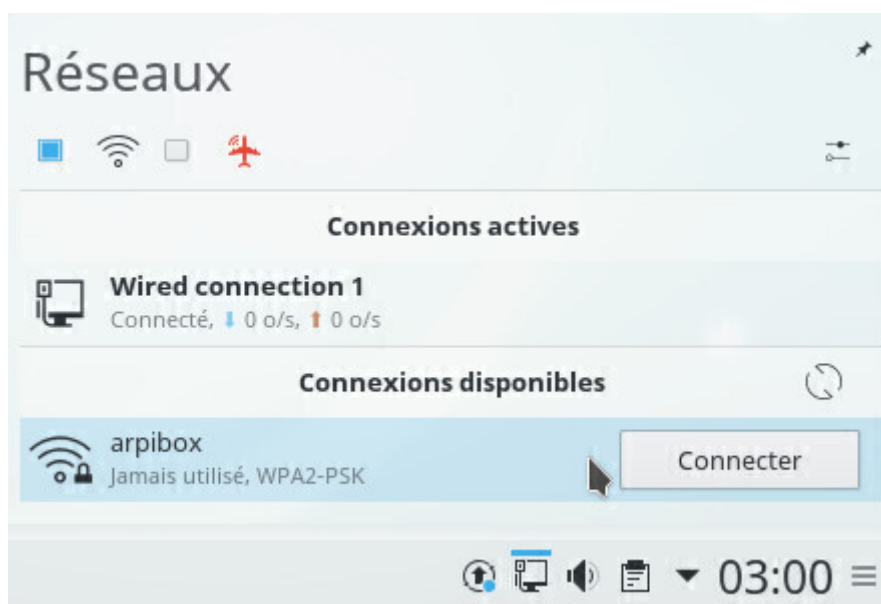 Réseaux
Connexions actives
Wired connection 1
Connecté, ⬇ 0 o/s, ⬆ 0 o/s
Connexions disponibles
arpibox
Jamais utilisé, WPA2-PSK
Connecter
03:00